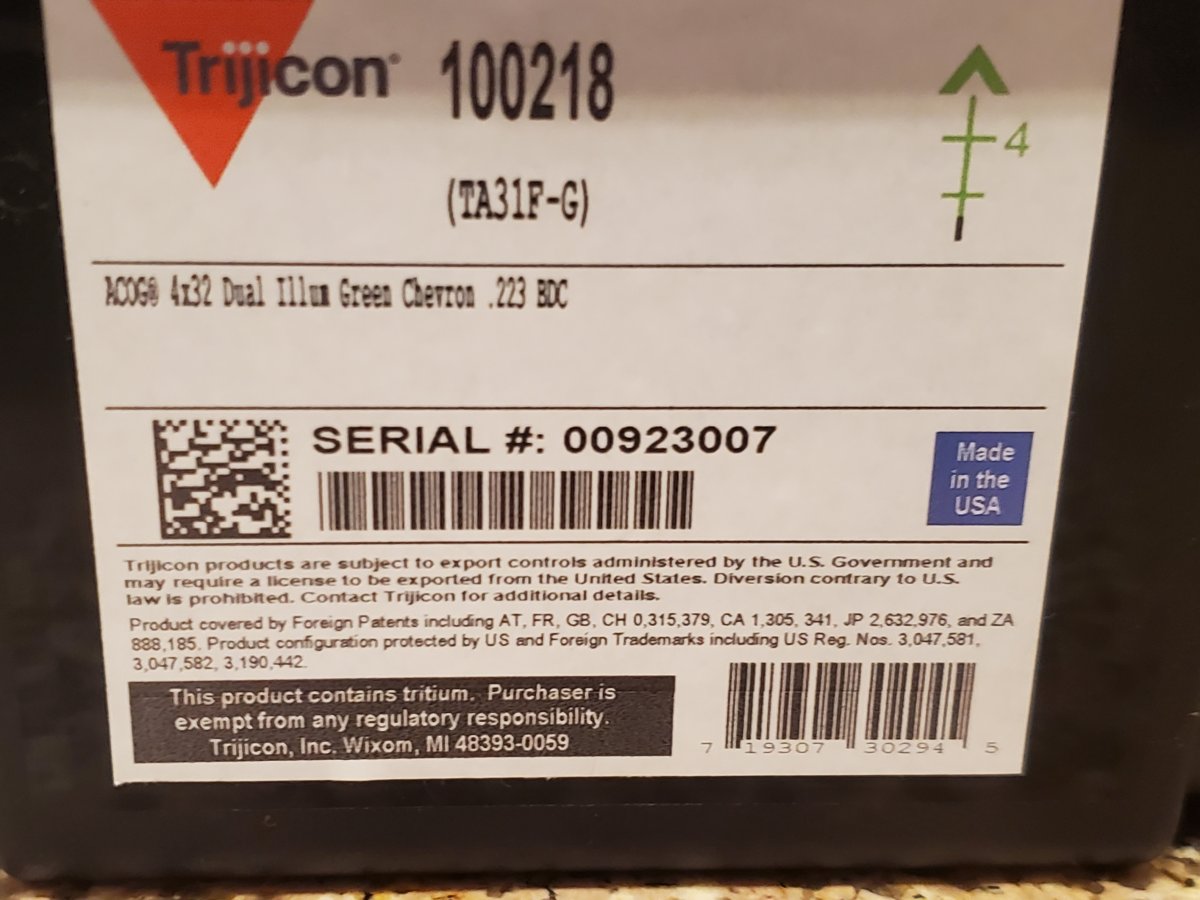 Trijicon® 100218
(TA31F-G)
4
ACOG® 4x32 Dual Illum Green Chevron .223 BDC
SERIAL #: 00923007
Made
in the
USA
Trijicon products are subject to export controls administered by the U.S. Government and
may require a license to be exported from the United States. Diversion contrary to U.S.
law is prohibited. Contact Trijicon for additional details.
Product covered by Foreign Patents including AT, FR, GB, CH 0,315,379, CA 1,305, 341, JP 2,632,976, and ZA
888,185. Product configuration protected by US and Foreign Trademarks including US Reg. Nos. 3,047,581,
3,047,582, 3,190,442.
This product contains tritium. Purchaser is
exempt from any regulatory responsibility.
Trijicon, Inc. Wixom, MI 48393-0059
7 19307 30294 5